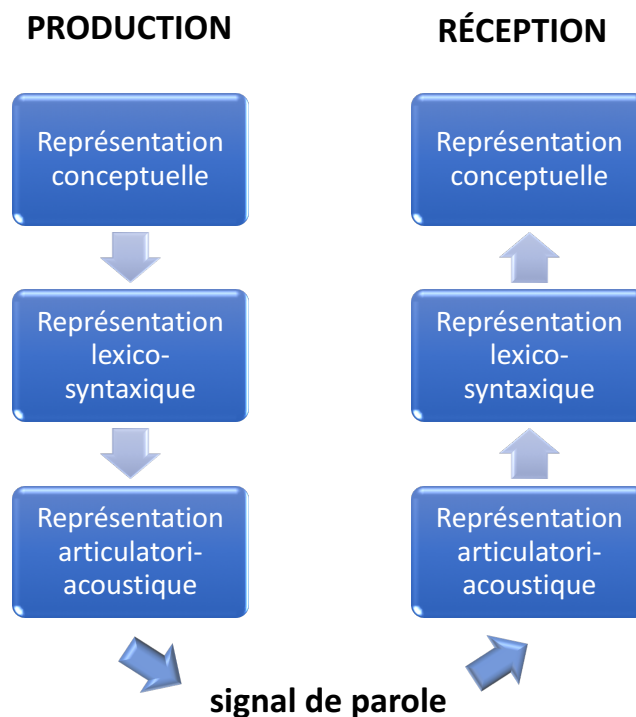 PRODUCTION
Représentation
conceptuelle
Représentation
lexico-
syntaxique
Représentation
articulatori-
acoustique
RÉCEPTION
Représentation
conceptuelle
Représentation
lexico-
syntaxique
Représentation
articulatori-
acoustique
signal de parole